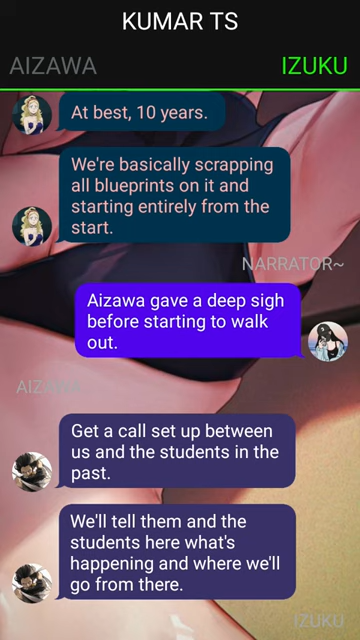 KUMAR TS
AIZAWA
IZUKU
At best, 10 years.
We're basically scrapping
all blueprints on it and
starting entirely from the
start.
NARRATOR~
Aizawa gave a deep sigh
before starting to walk
out.
AIZAWA
Get a call set up between
us and the students in the
past.
We'll tell them and the
students here what's
happening and where we'll
go from there.
IZUKU